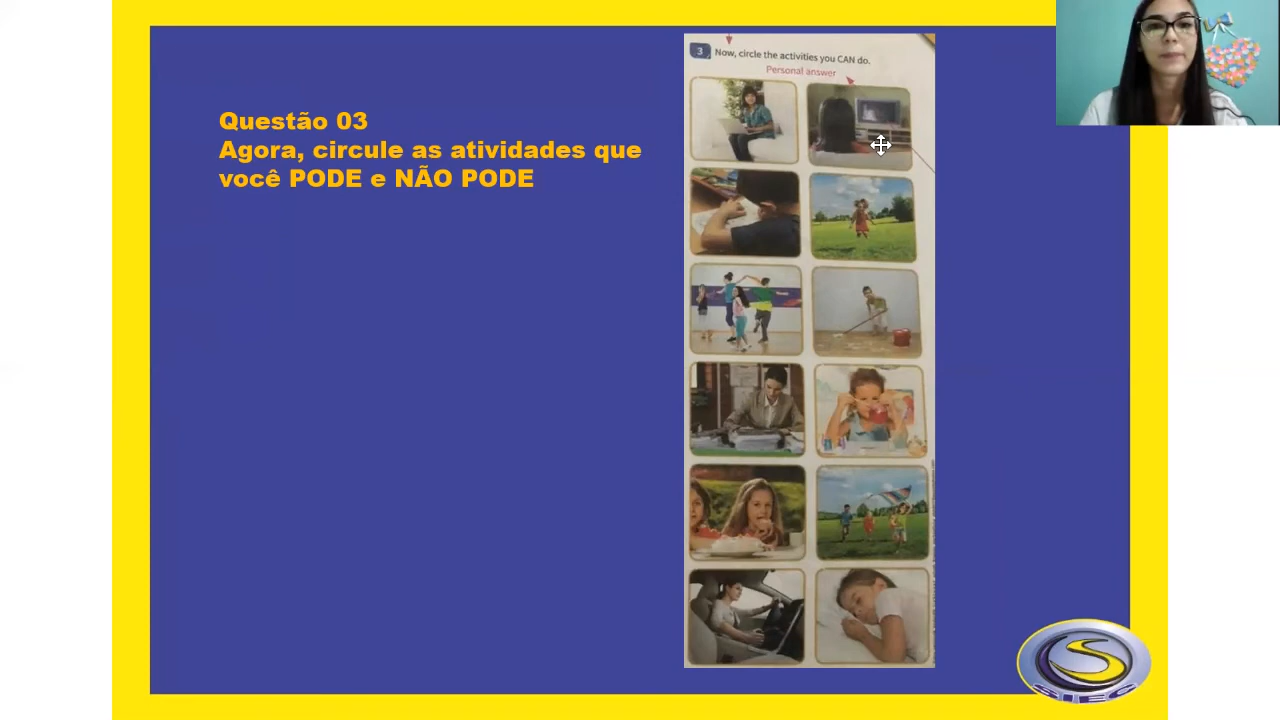 Questão 03
Agora, circule as atividades que
você PODE e NÃO PODE
3 Now, circle the activities you CAN do.
Personal answer
SIEC